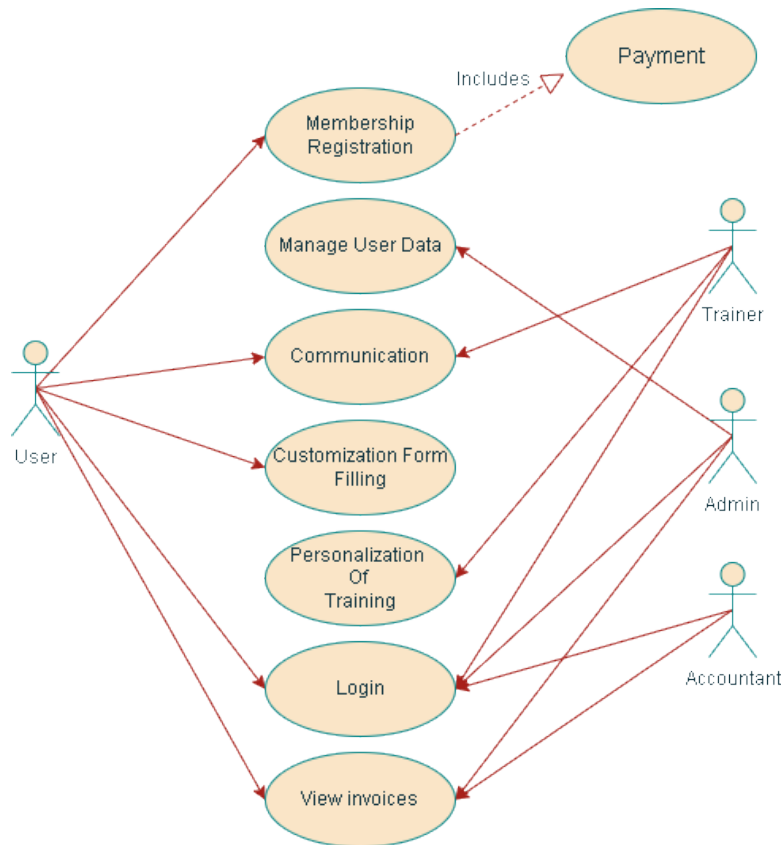 Payment
Includes
Membership
Registration
Manage User Data
Trainer
Communication
User
Customization Form
Filling
Admin
Personalization
Of
Training
Accountant
Login
View invoices